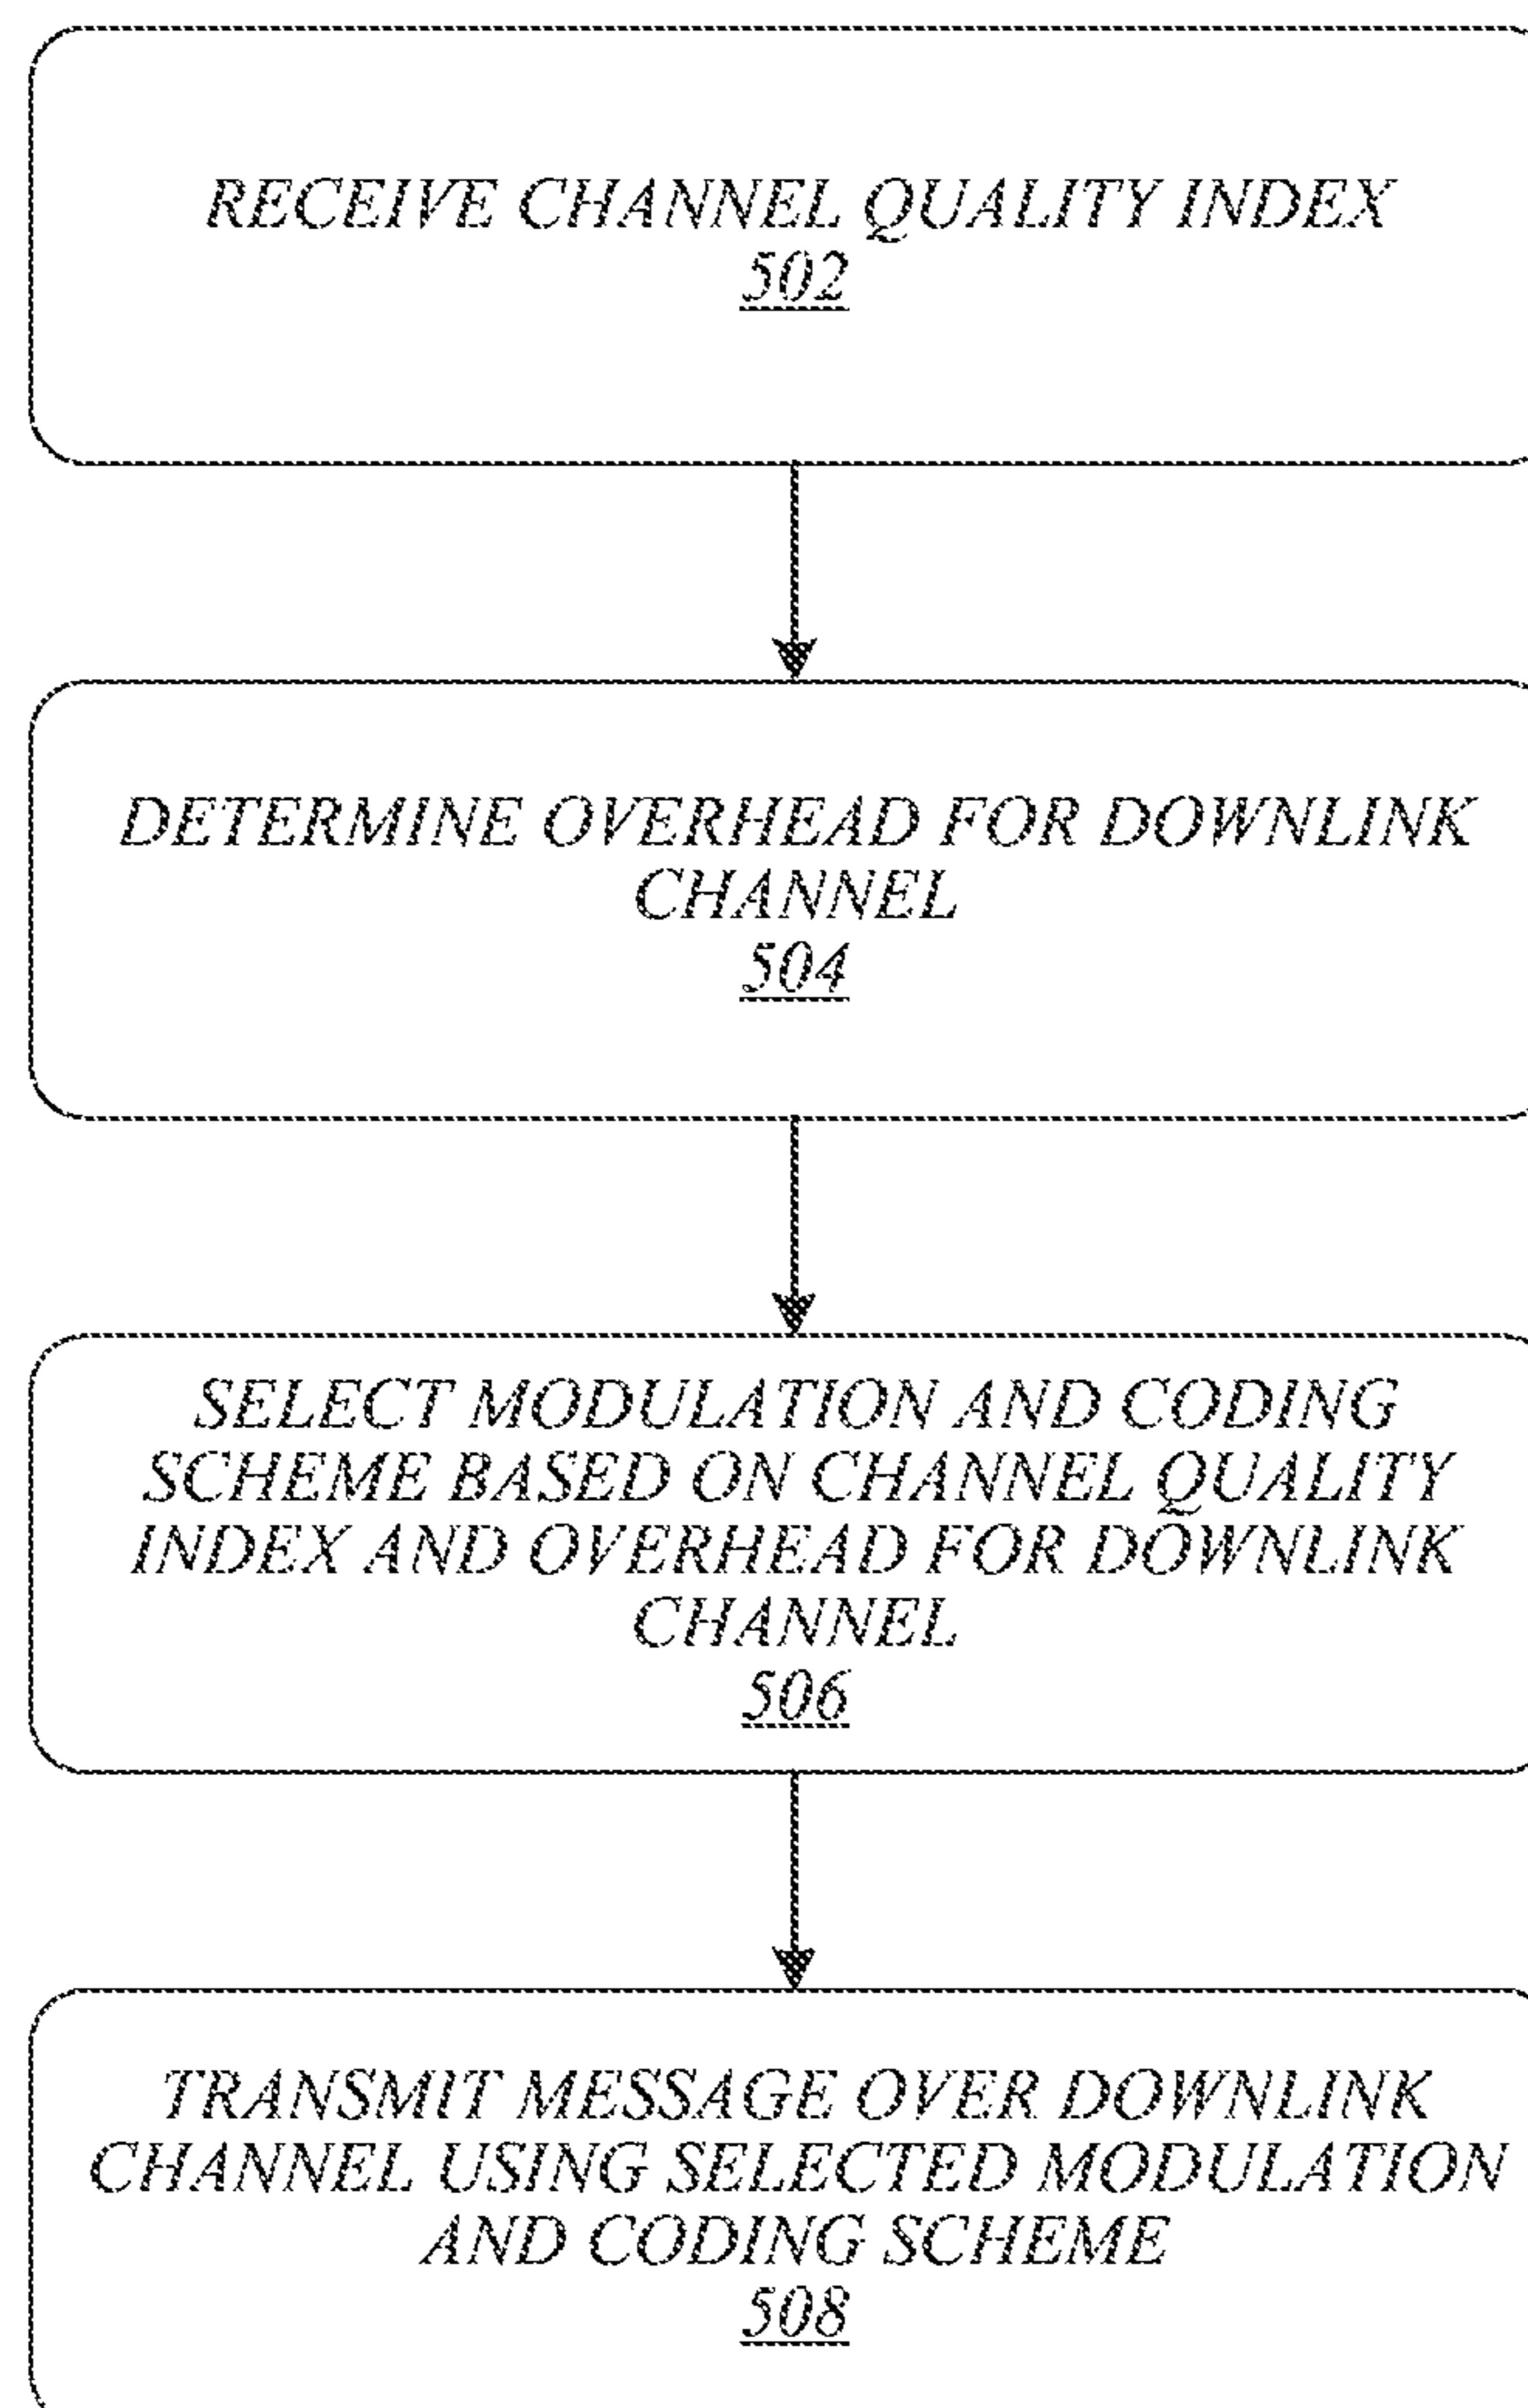 RECEIVE CHANNEL QUALITY INDEX
502
DETERMINE OVERHEAD FOR DOWNLINK
CHANNEL
504
SELECT MODULATION AND CODING
SCHEME BASED ON CHANNEL QUALITY
INDEX AND OVERHEAD FOR DOWNLINK
CHANNEL
506
TRANSMIT MESSAGE OVER DOWNLINK
CHANNEL USING SELECTED MODULATION
AND CODING SCHEME
508